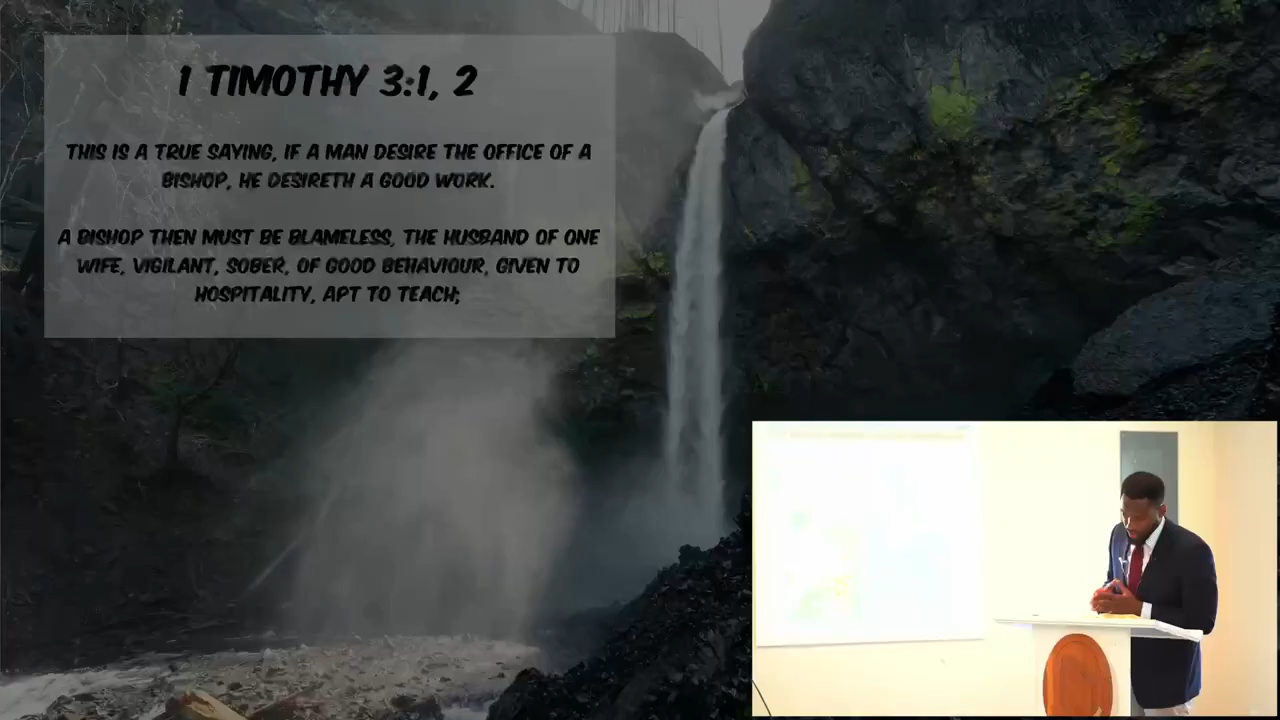 1 TIMOTHY 3:1, 2
THIS IS A TRUE SAYING, IF A MAN DESIRE THE OFFICE OF A
BISHOP, HE DESIRETH A GOOD WORK.
A BISHOP THEN MUST BE BLAMELESS, THE HUSBAND OF ONE
WIFE, VIGILANT, SOBER, OF GOOD BEHAVIOUR, GIVEN TO
HOSPITALITY, APT TO TEACH;